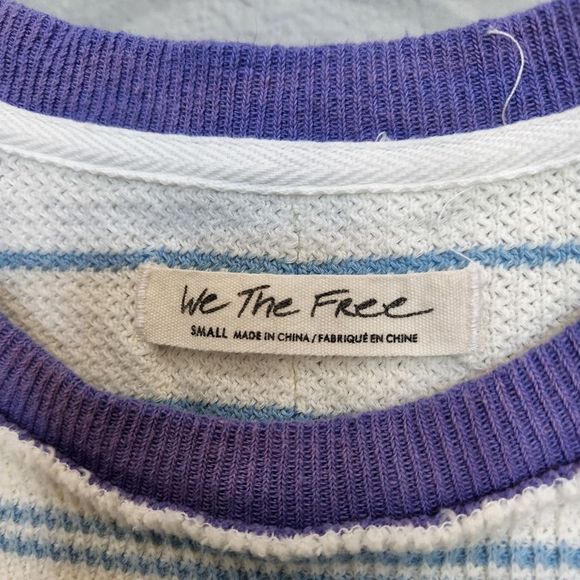 We The Free
SMALL MADE IN CHINA / FABRIQUÉ EN CHINE